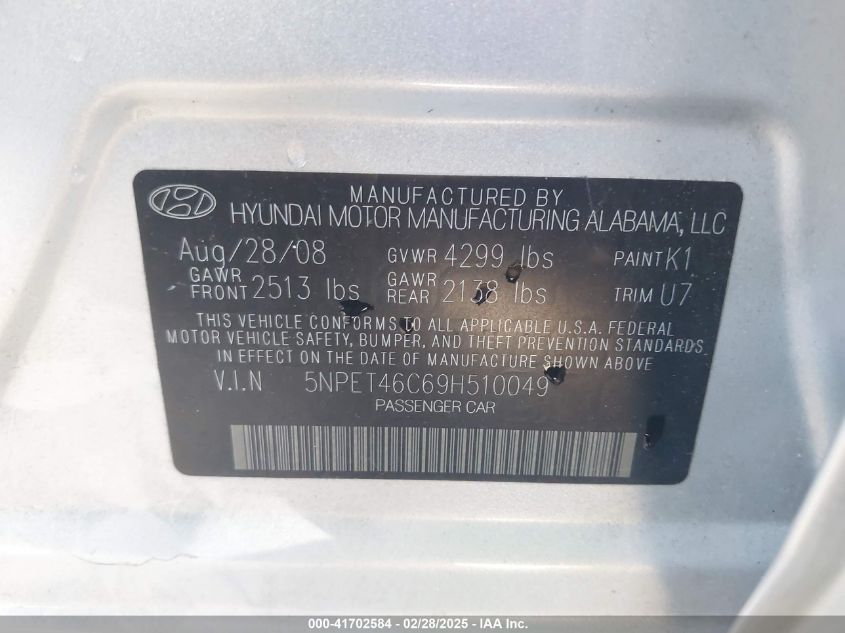 MANUFACTURED BY
HYUNDAI MOTOR MANUFACTURING ALABAMA, LLC
Aug/28/08 GVWR 4299 lbs PAINT K1
GAWR FRONT 2513 lbs GAWR REAR 2138 lbs TRIM U7
THIS VEHICLE CONFORMS TO ALL APPLICABLE U.S.A. FEDERAL
MOTOR VEHICLE SAFETY, BUMPER, AND THEFT PREVENTION STANDARDS
IN EFFECT ON THE DATE OF MANUFACTURE SHOWN ABOVE
V.I.N 5NPET46C69H510049
PASSENGER CAR
000-41702584 - 02/28/2025 - IAA Inc.